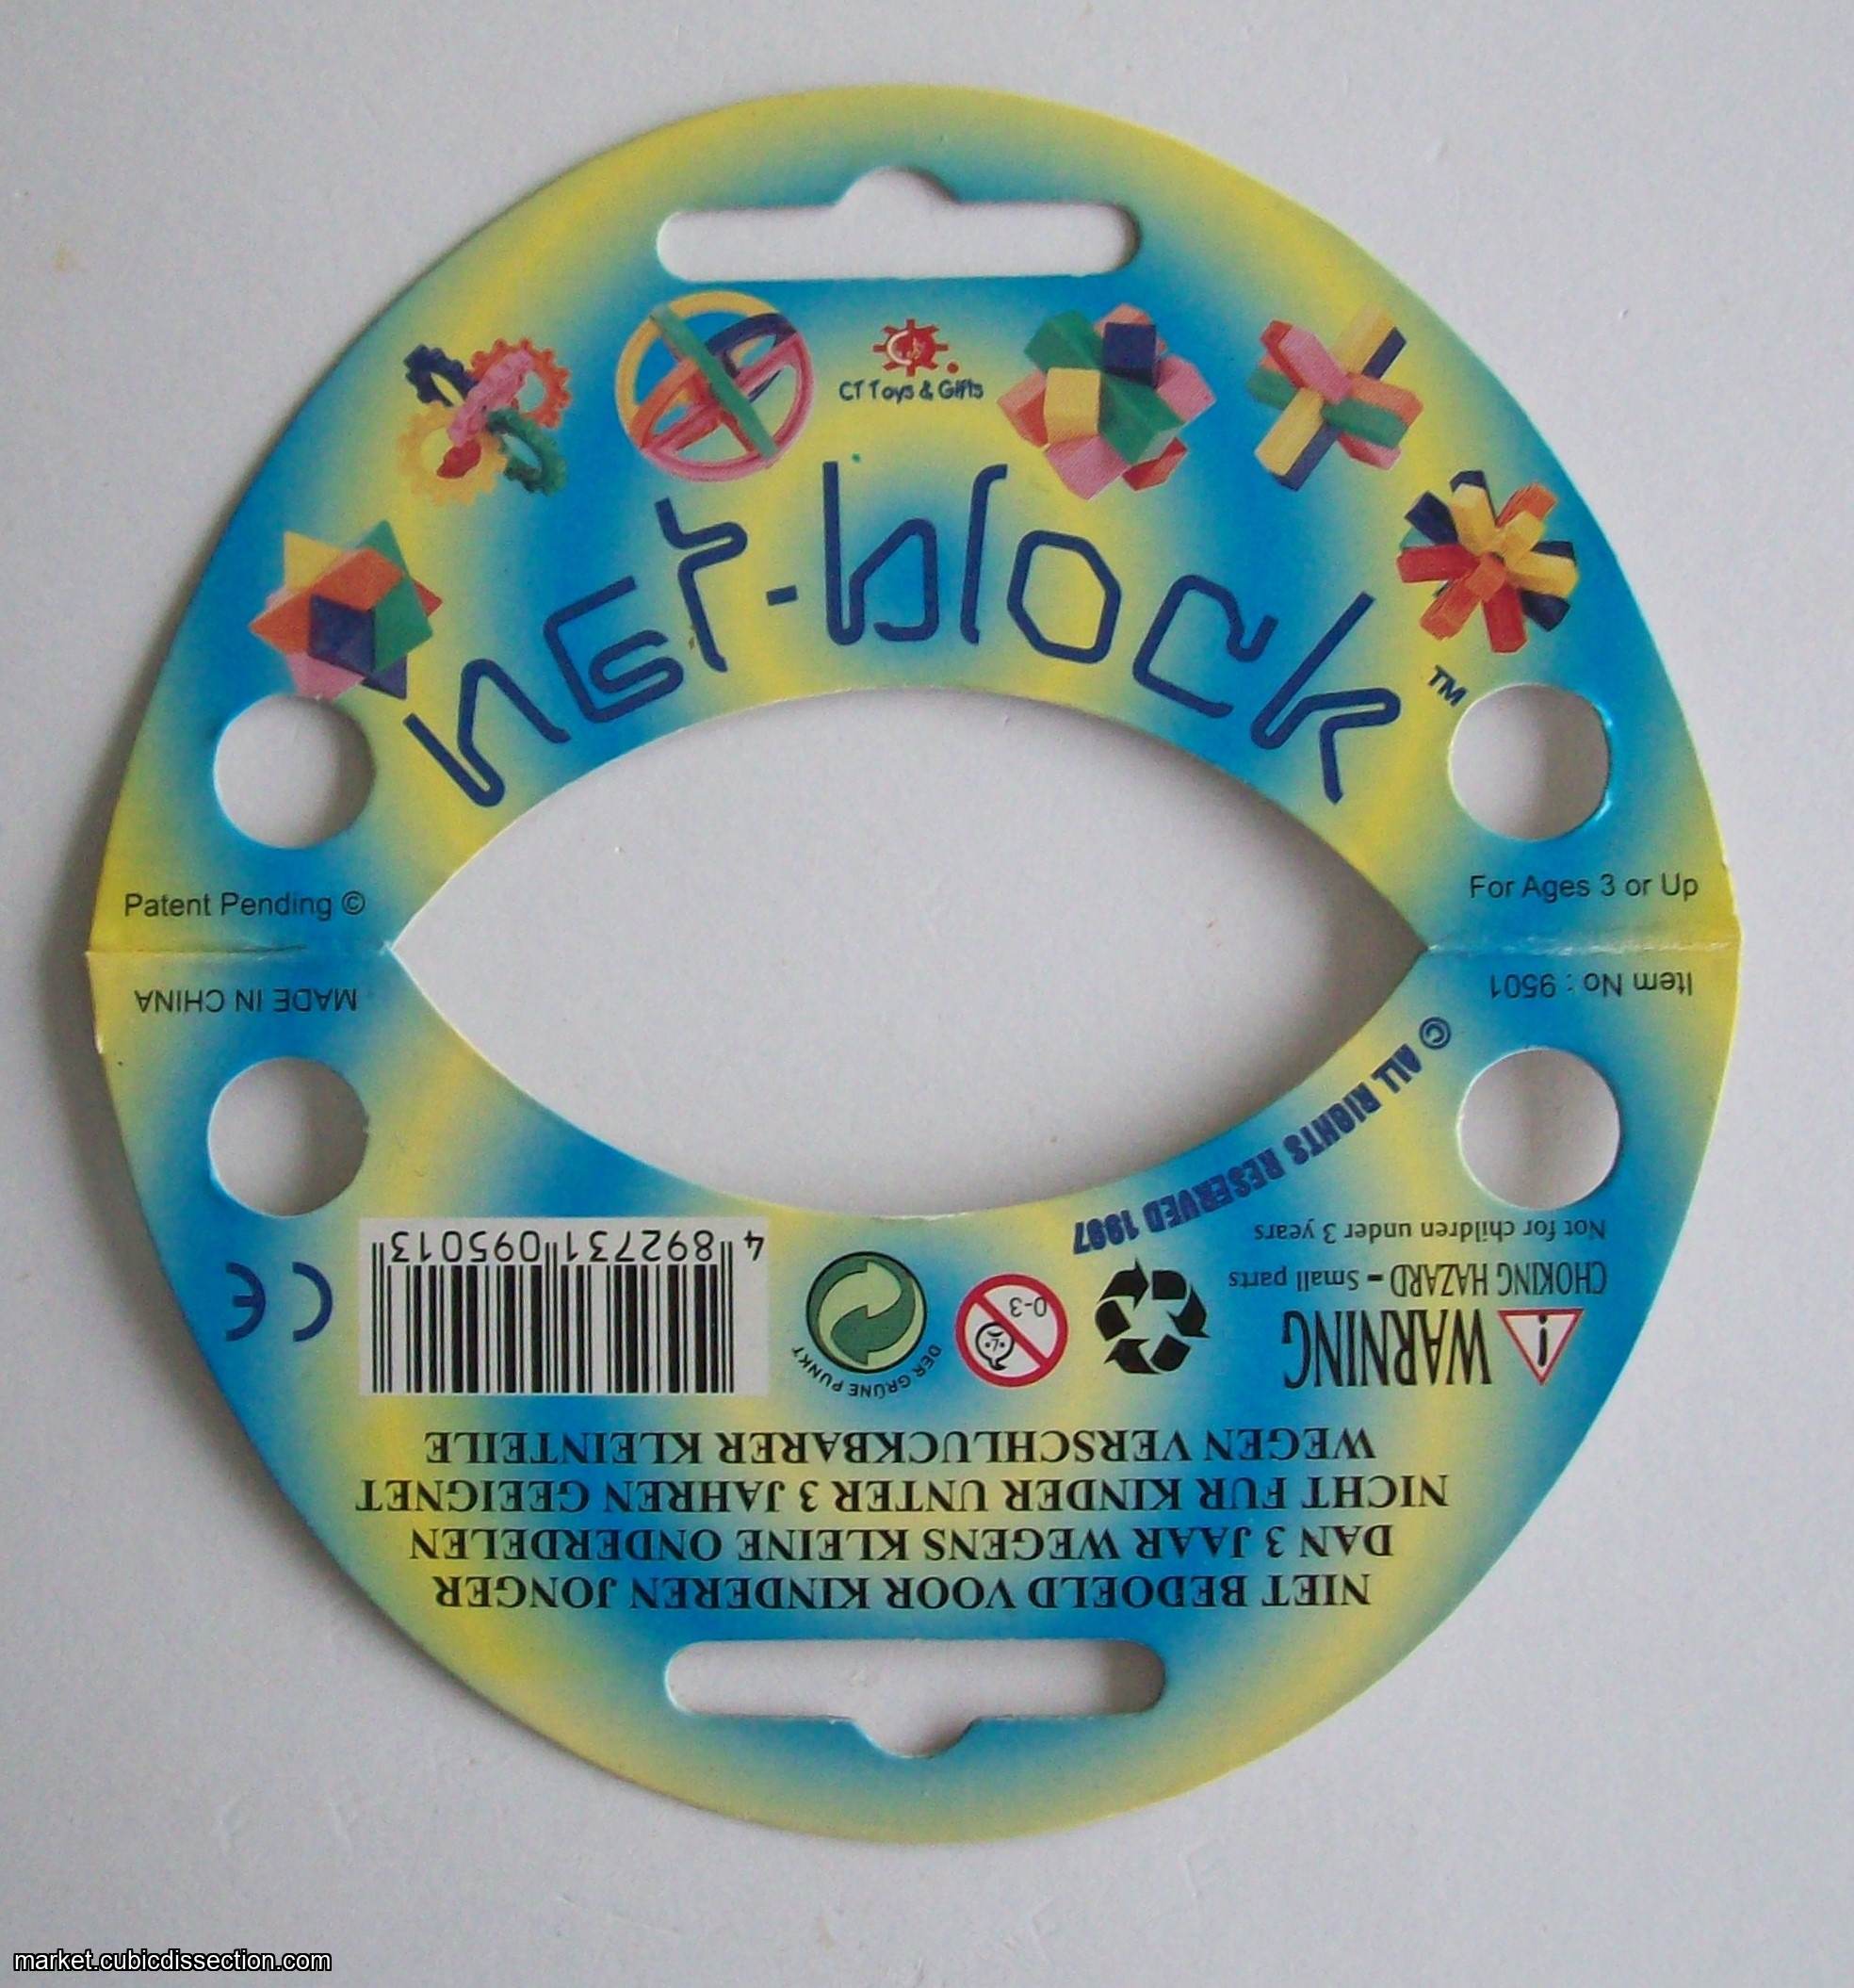 CT Toys & Gifts
net-block™
Patent Pending ©
For Ages 3 or Up
Item No : 9501
MADE IN CHINA
© ALL RIGHTS RESERVED 1997
Not for children under 3 years
CHOKING HAZARD - Small parts
WARNING
0-3
DER GRÜNE PUNKT
4 892731 095013
CE
WEGEN VERSCHLUCKBARER KLEINTEILE
NICHT FUR KINDER UNTER 3 JAHREN GEEIGNET
DAN 3 JAAR WEGENS KLEINE ONDERDELEN
NIET BEDOELD VOOR KINDEREN JONGER
market.cubicdissection.com